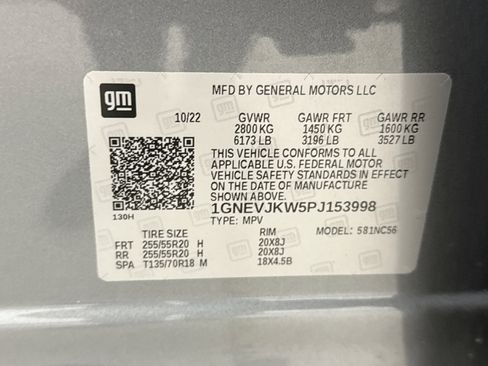 gm
MFD BY GENERAL MOTORS LLC
10/22 GVWR GAWR FRT GAWR RR
2800 KG 1450 KG 1600 KG
6173 LB 3196 LB 3527 LB
THIS VEHICLE CONFORMS TO ALL
APPLICABLE U.S. FEDERAL MOTOR
VEHICLE SAFETY STANDARDS IN EFFECT
ON THE DATE OF MANUFACTURE SHOWN ABOVE.
1GNEVJKW5PJ153998
130H TYPE: MPV
TIRE SIZE RIM MODEL: 581NC56
FRT 255/55R20 H 20X8J
RR 255/55R20 H 20X8J
SPA T135/70R18 M 18X4.5B